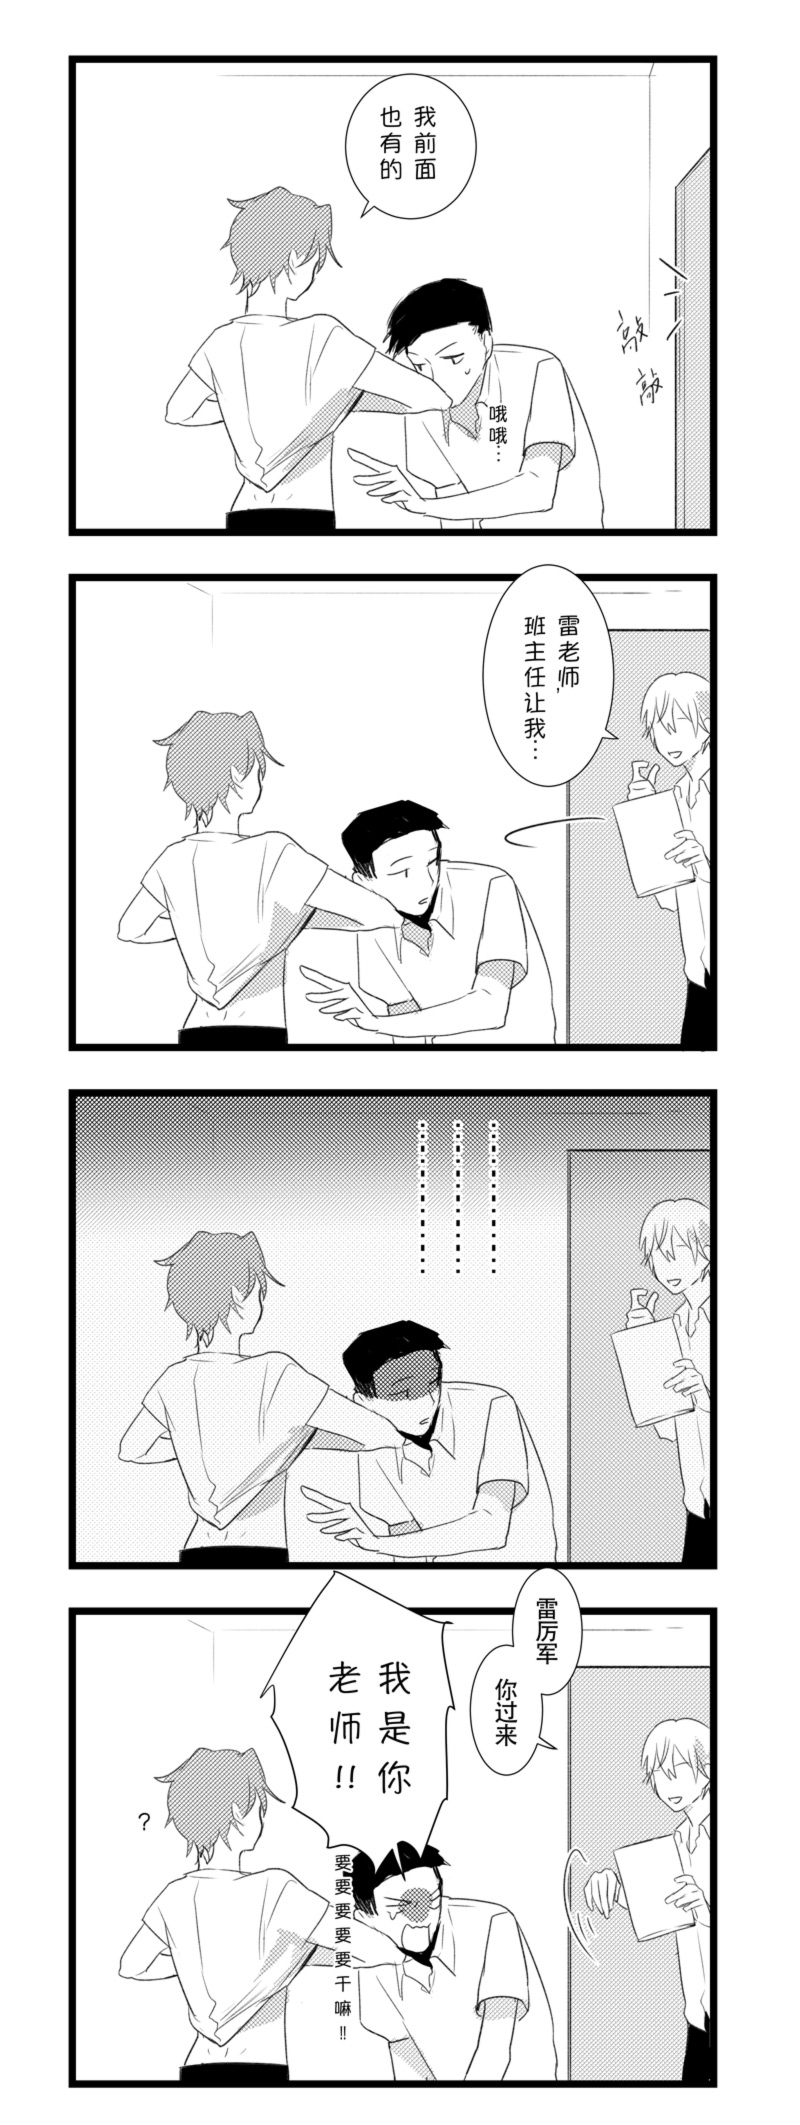 我前面
也有的
敲敲
哦哦…
雷老师，
班主任让我…
………………
雷厉军
你过来
我是你
老师!!
?
要要要要要干嘛!!